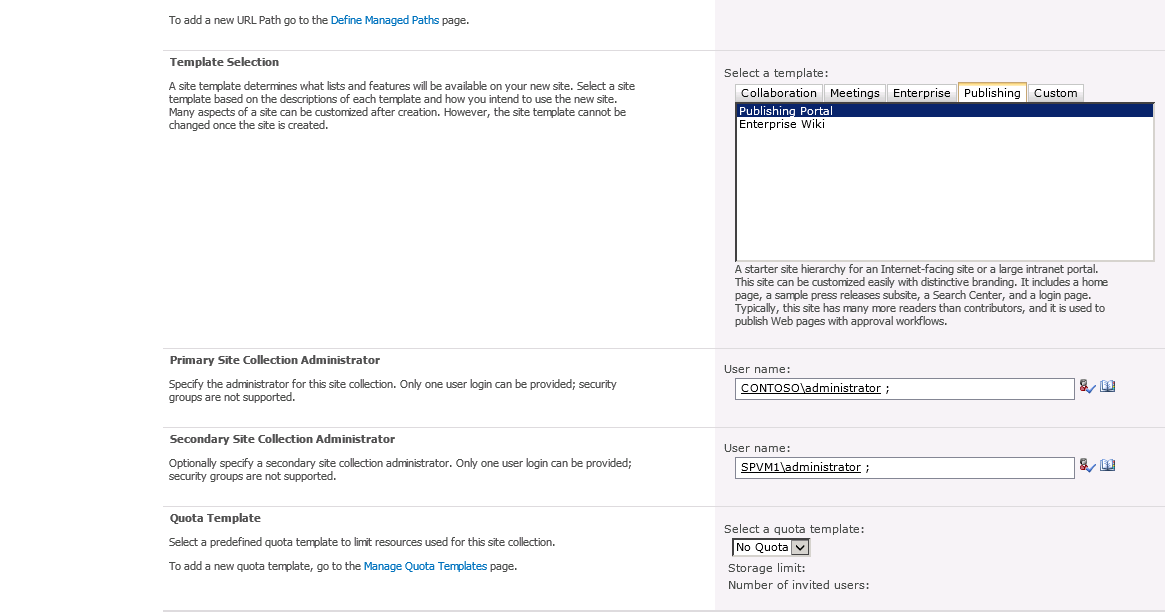 To add a new URL Path go to the Define Managed Paths page.
Template Selection
A site template determines what lists and features will be available on your new site. Select a site
template based on the descriptions of each template and how you intend to use the new site.
Many aspects of a site can be customized after creation. However, the site template cannot be
changed once the site is created.
Select a template:
Collaboration Meetings Enterprise Publishing Custom
Publishing Portal
Enterprise Wiki
A starter site hierarchy for an Internet-facing site or a large intranet portal.
This site can be customized easily with distinctive branding. It includes a home
page, a sample press releases subsite, a Search Center, and a login page.
Typically, this site has many more readers than contributors, and it is used to
publish Web pages with approval workflows.
Primary Site Collection Administrator
Specify the administrator for this site collection. Only one user login can be provided; security
groups are not supported.
User name:
CONTOSO\administrator ;
Secondary Site Collection Administrator
Optionally specify a secondary site collection administrator. Only one user login can be provided;
security groups are not supported.
User name:
SPVM1\administrator ;
Quota Template
Select a predefined quota template to limit resources used for this site collection.
To add a new quota template, go to the Manage Quota Templates page.
Select a quota template:
No Quota
Storage limit:
Number of invited users: